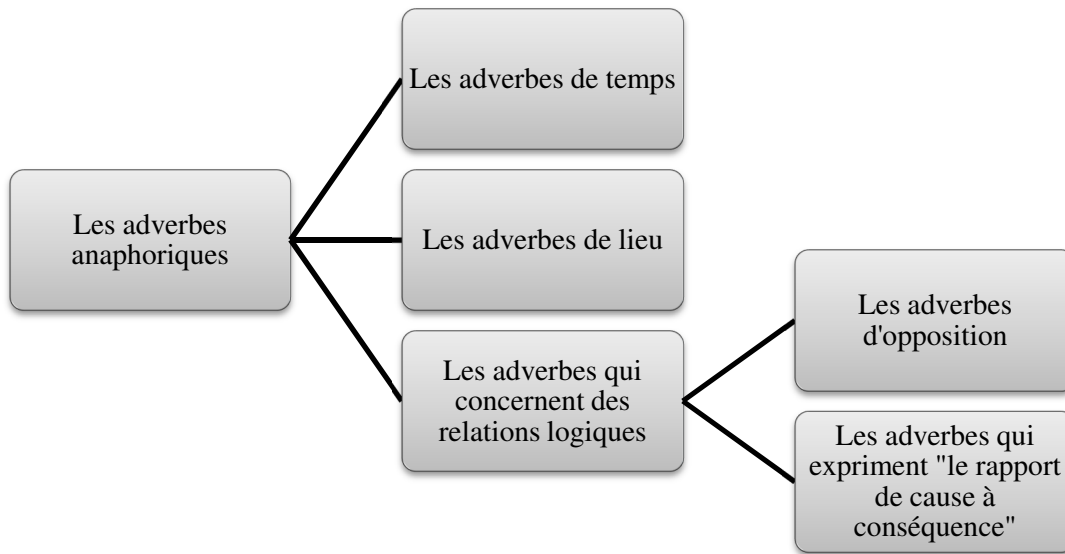 Les adverbes de temps
Les adverbes
anaphoriques
Les adverbes de lieu
Les adverbes qui
concernent des
relations logiques
Les adverbes
d'opposition
Les adverbes qui
expriment "le rapport
de cause à
conséquence"